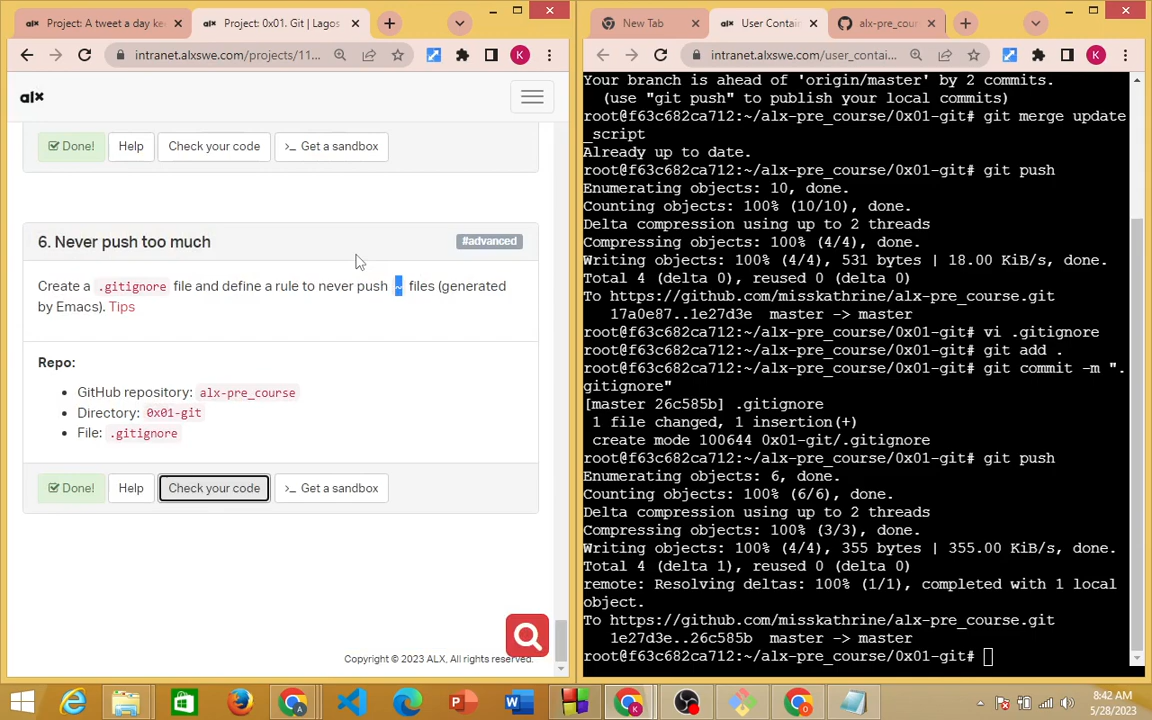 Project: A tweet a day ke
Project: 0x01. Git | Lagos
intranet.alxswe.com/projects/11...
alx
Done!
Help
Check your code
>_ Get a sandbox
6. Never push too much
#advanced
Create a .gitignore file and define a rule to never push ~ files (generated
by Emacs). Tips
Repo:
GitHub repository: alx-pre_course
Directory: 0x01-git
File: .gitignore
Done!
Help
Check your code
>_ Get a sandbox
Copyright © 2023 ALX, All rights reserved.
New Tab
User Contain
alx-pre_cour
intranet.alxswe.com/user_contai...
Your branch is ahead of 'origin/master' by 2 commits.
(use "git push" to publish your local commits)
root@f63c682ca712:~/alx-pre_course/0x01-git# git merge update
_script
Already up to date.
root@f63c682ca712:~/alx-pre_course/0x01-git# git push
Enumerating objects: 10, done.
Counting objects: 100% (10/10), done.
Delta compression using up to 2 threads
Compressing objects: 100% (4/4), done.
Writing objects: 100% (4/4), 531 bytes | 18.00 KiB/s, done.
Total 4 (delta 0), reused 0 (delta 0)
To https://github.com/misskathrine/alx-pre_course.git
17a0e87..1e27d3e  master -> master
root@f63c682ca712:~/alx-pre_course/0x01-git# vi .gitignore
root@f63c682ca712:~/alx-pre_course/0x01-git# git add .
root@f63c682ca712:~/alx-pre_course/0x01-git# git commit -m ".
gitignore"
[master 26c585b] .gitignore
1 file changed, 1 insertion(+)
create mode 100644 0x01-git/.gitignore
root@f63c682ca712:~/alx-pre_course/0x01-git# git push
Enumerating objects: 6, done.
Counting objects: 100% (6/6), done.
Delta compression using up to 2 threads
Compressing objects: 100% (3/3), done.
Writing objects: 100% (4/4), 355 bytes | 355.00 KiB/s, done.
Total 4 (delta 1), reused 0 (delta 0)
remote: Resolving deltas: 100% (1/1), completed with 1 local
object.
To https://github.com/misskathrine/alx-pre_course.git
1e27d3e..26c585b  master -> master
root@f63c682ca712:~/alx-pre_course/0x01-git#
8:42 AM
5/28/2023